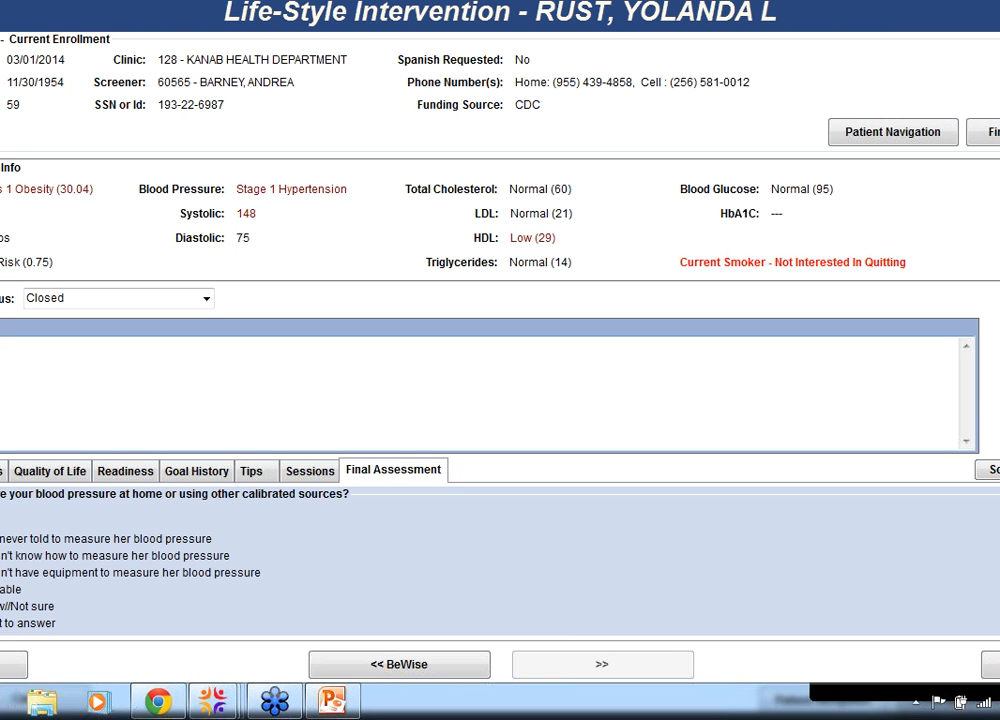 Life-Style Intervention - RUST, YOLANDA L
- Current Enrollment
03/01/2014 Clinic: 128 - KANAB HEALTH DEPARTMENT Spanish Requested: No
11/30/1954 Screener: 60565 - BARNEY, ANDREA Phone Number(s): Home: (955) 439-4858, Cell : (256) 581-0012
59 SSN or Id: 193-22-6987 Funding Source: CDC
Patient Navigation Fi
Info
s 1 Obesity (30.04) Blood Pressure: Stage 1 Hypertension Total Cholesterol: Normal (60) Blood Glucose: Normal (95)
Systolic: 148 LDL: Normal (21) HbA1C: ---
os Diastolic: 75 HDL: Low (29)
Risk (0.75) Triglycerides: Normal (14) Current Smoker - Not Interested In Quitting
us: Closed
s Quality of Life Readiness Goal History Tips Sessions Final Assessment Sc
e your blood pressure at home or using other calibrated sources?
never told to measure her blood pressure
n't know how to measure her blood pressure
n't have equipment to measure her blood pressure
able
w//Not sure
t to answer
<< BeWise >>